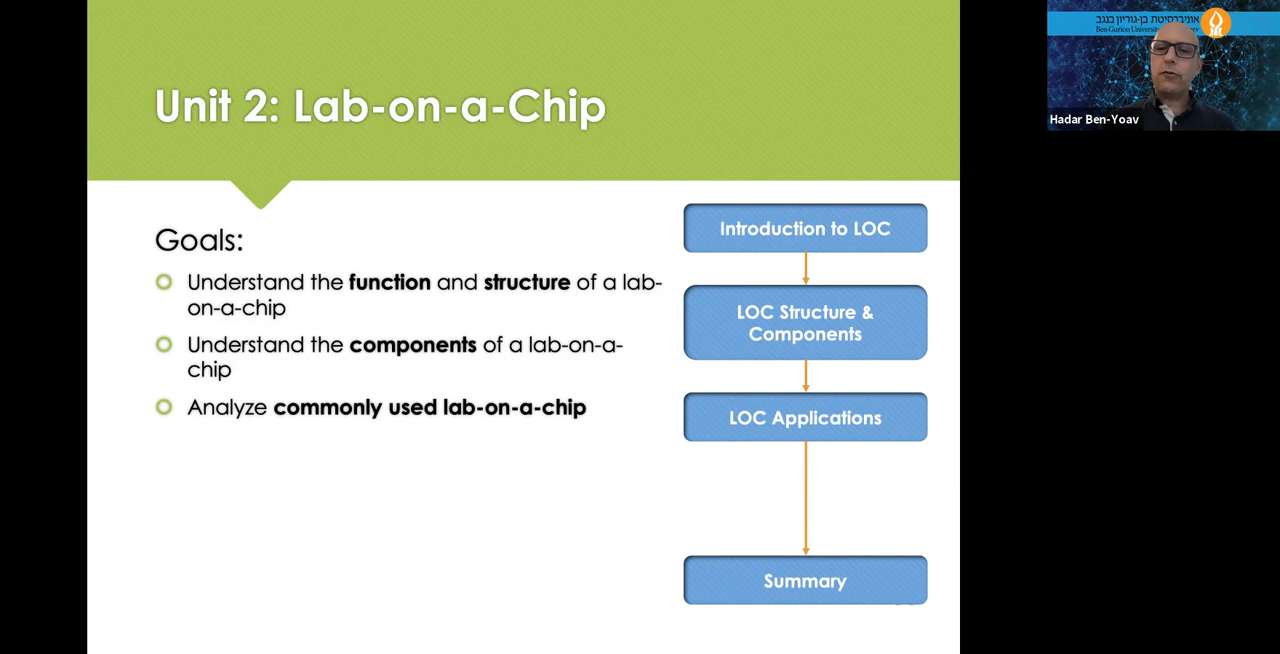 Unit 2: Lab-on-a-Chip
Goals:
Understand the function and structure of a lab-
on-a-chip
Understand the components of a lab-on-a-
chip
Analyze commonly used lab-on-a-chip
Introduction to LOC
LOC Structure &
Components
LOC Applications
Summary
אוניברסיטת בן-גוריון בנגב
Ben-Gurion
Hadar Ben-Yoav